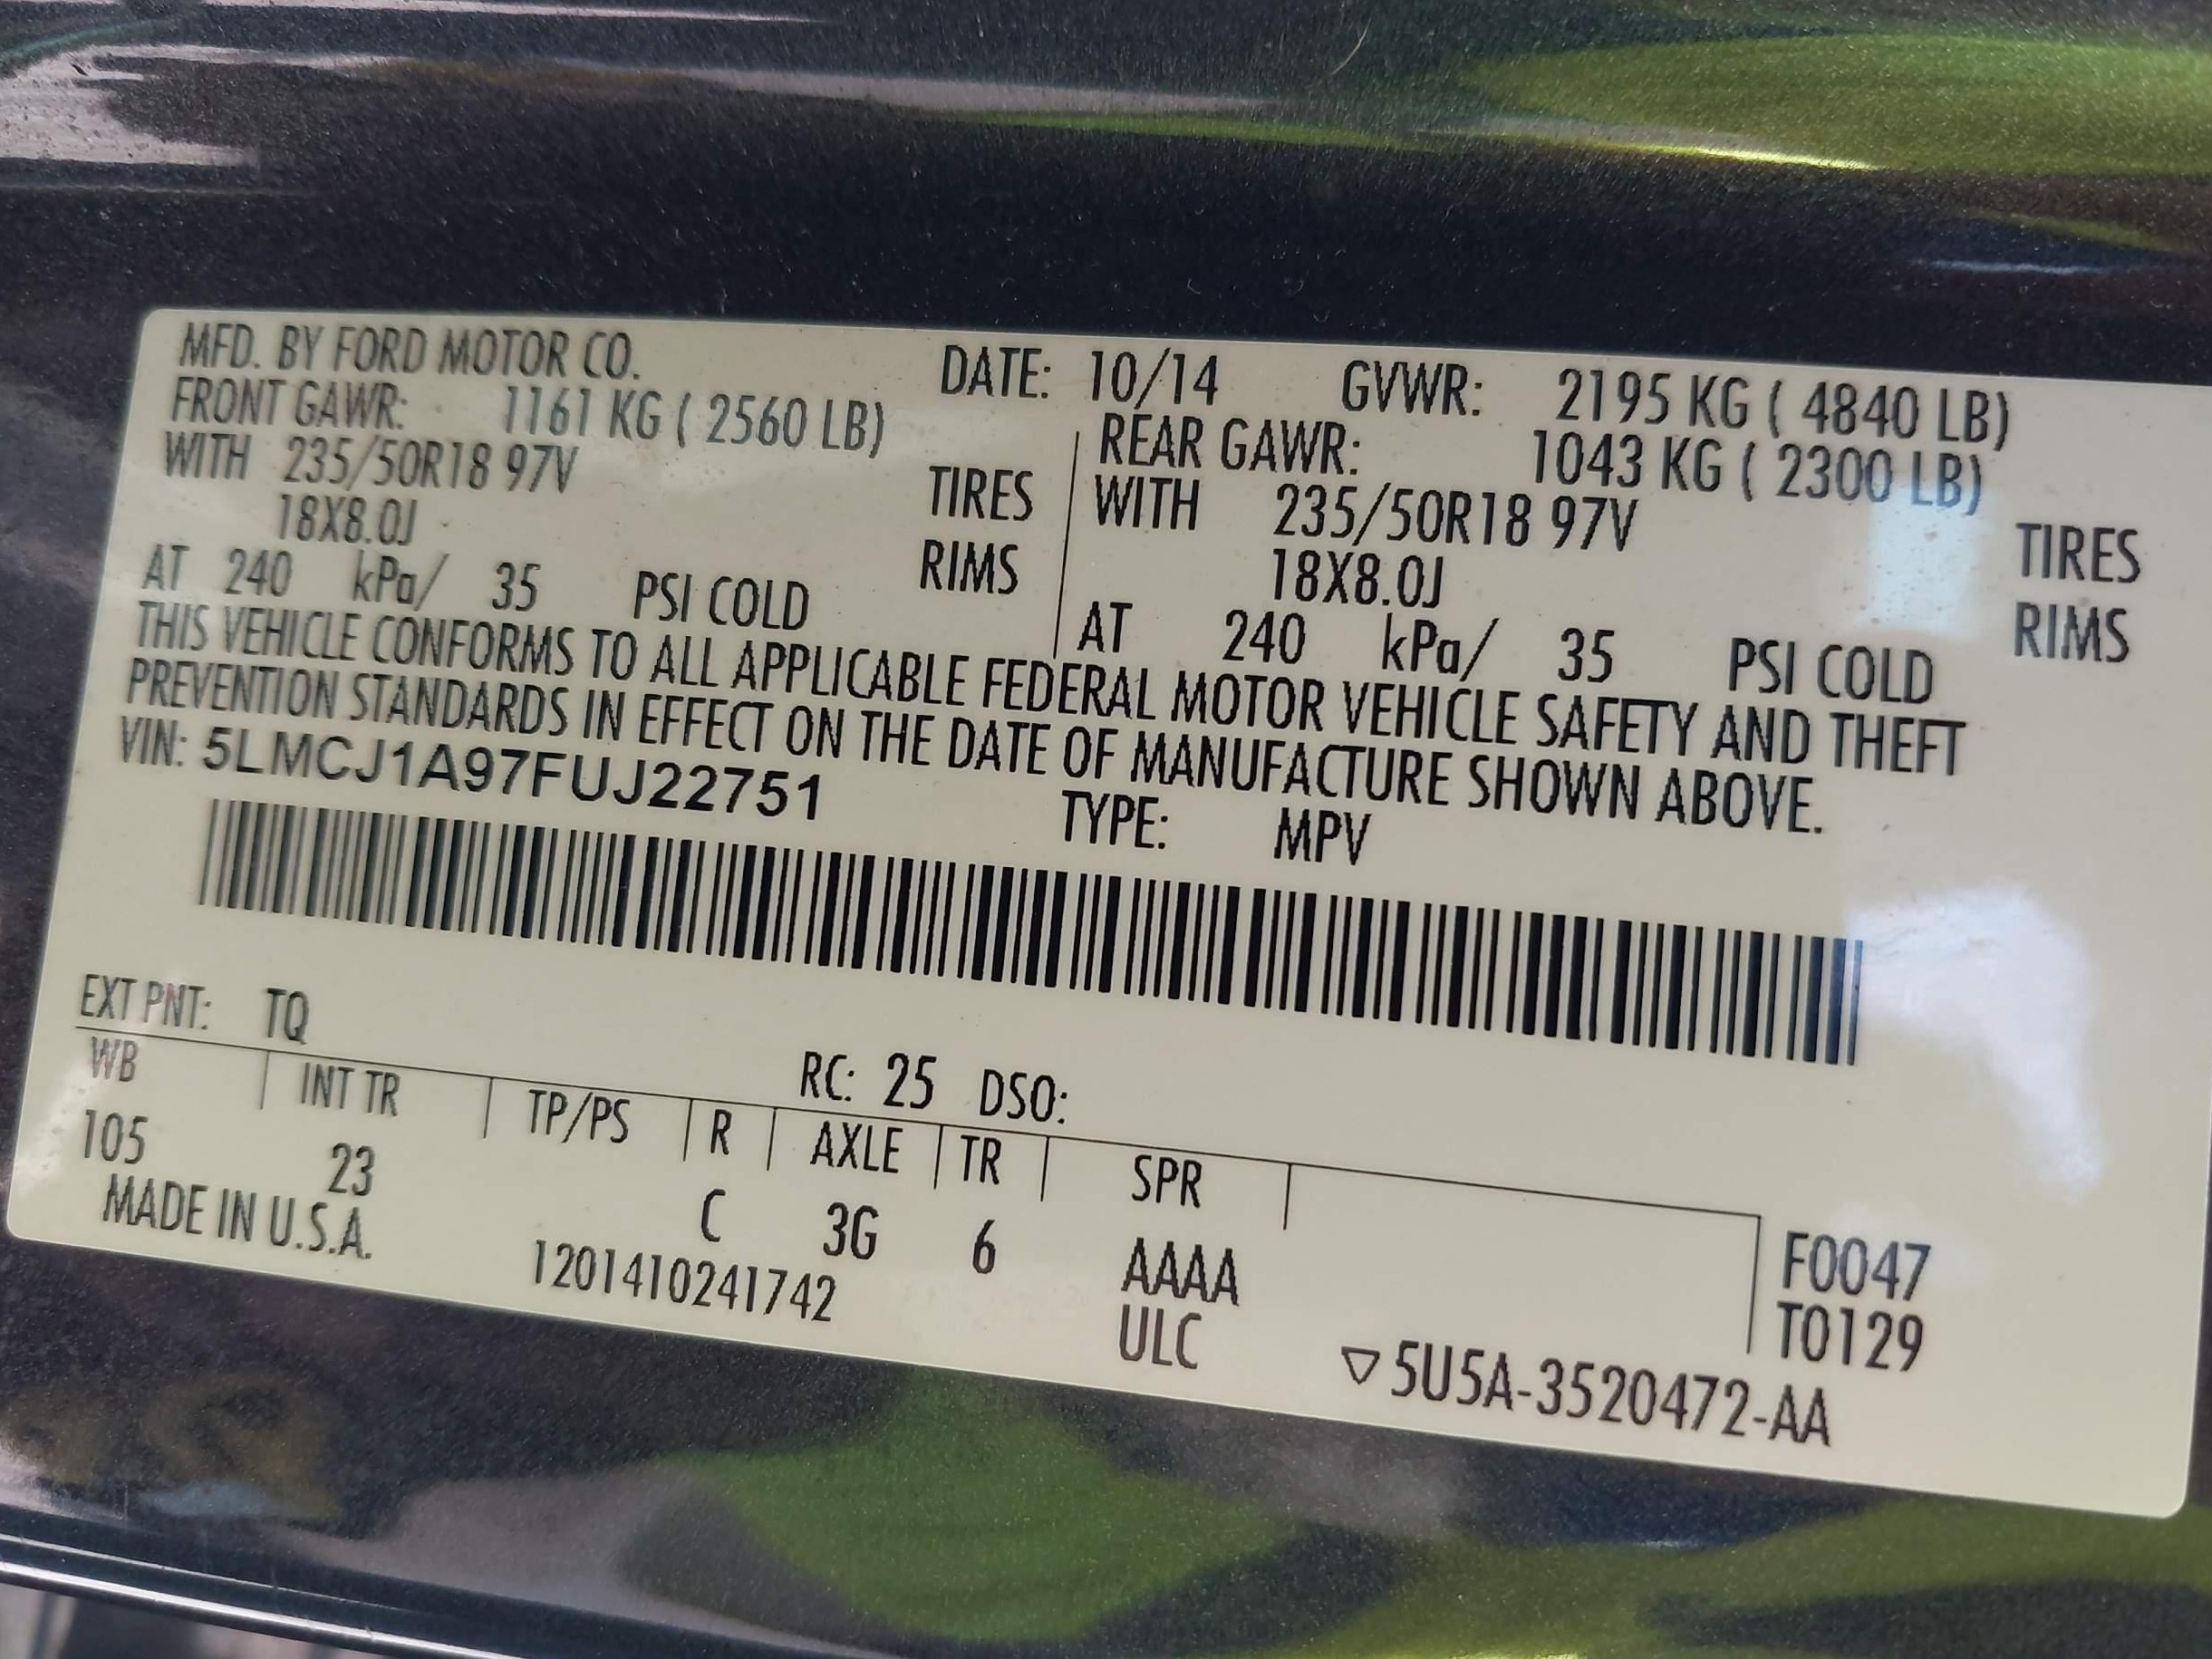 MFD. BY FORD MOTOR CO.
DATE: 10/14 GVWR: 2195 KG ( 4840 LB)
FRONT GAWR: 1161 KG ( 2560 LB)
WITH 235/50R18 97V TIRES
18X8.0J RIMS
AT 240 kPa/ 35 PSI COLD
REAR GAWR: 1043 KG ( 2300 LB)
WITH 235/50R18 97V TIRES
18X8.0J RIMS
AT 240 kPa/ 35 PSI COLD
THIS VEHICLE CONFORMS TO ALL APPLICABLE FEDERAL MOTOR VEHICLE SAFETY AND THEFT
PREVENTION STANDARDS IN EFFECT ON THE DATE OF MANUFACTURE SHOWN ABOVE.
VIN: 5LMCJ1A97FUJ22751 TYPE: MPV
EXT PNT: TQ RC: 25 DSO:
WB INT TR TP/PS R AXLE TR SPR
105 23 C 3G 6 AAAA F0047
MADE IN U.S.A. 1201410241742 ULC T0129
▽5U5A-3520472-AA